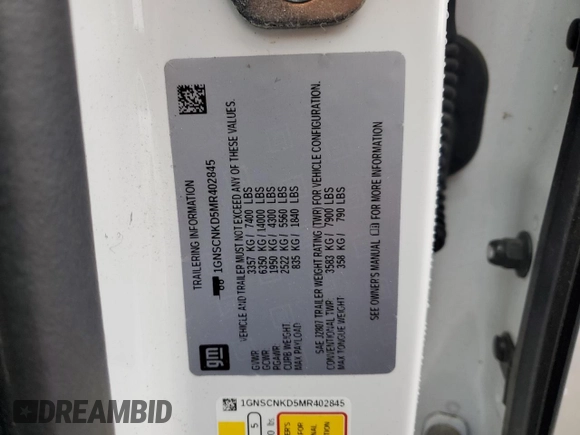 TRAILERING INFORMATION
1GNSCNKD5MR402845
VEHICLE AND TRAILER MUST NOT EXCEED ANY OF THESE VALUES.
GVWR 3357 KG / 7400 LBS
GCWR 6350 KG / 14000 LBS
RGAWR 1950 KG / 4300 LBS
CURB WEIGHT 2522 KG / 5560 LBS
MAX PAYLOAD 835 KG / 1840 LBS
SAE J2807 TRAILER WEIGHT RATING (TWR) FOR VEHICLE CONFIGURATION.
CONVENTIONAL TWR 3583 KG / 7900 LBS
MAX TONGUE WEIGHT 358 KG / 790 LBS
SEE OWNER'S MANUAL FOR MORE INFORMATION
gm
1GNSCNKD5MR402845
5
lbs
DREAMBID